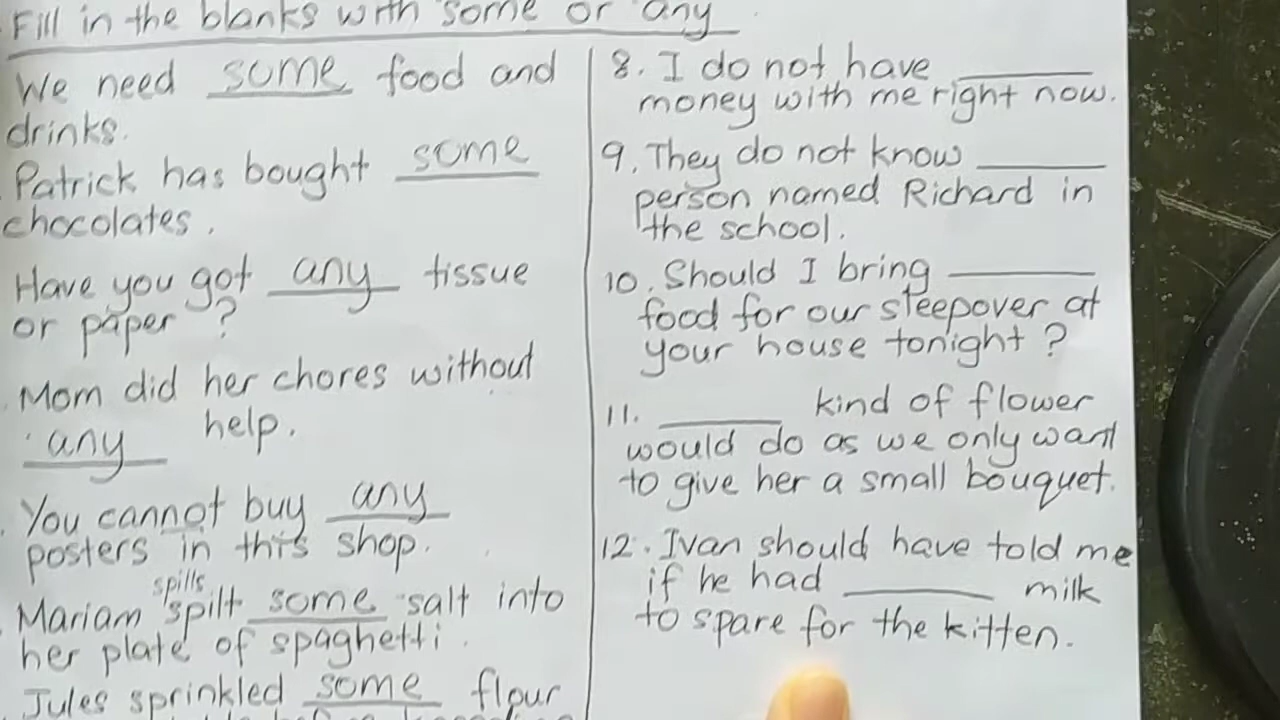 Fill in the blanks with some or any
We need some food and
drinks.
Patrick has bought some
chocolates.
Have you got any tissue
or paper ?
Mom did her chores without
any help.
You cannot buy any
posters in this shop.
spills
Mariam spilt some salt into
her plate of spaghetti.
Jules sprinkled some flour
8. I do not have ______
money with me right now.
9. They do not know ______
person named Richard in
the school.
10. Should I bring ______
food for our sleepover at
your house tonight ?
11. ______ kind of flower
would do as we only want
to give her a small bouquet.
12. Ivan should have told me
if he had ______ milk
to spare for the kitten.